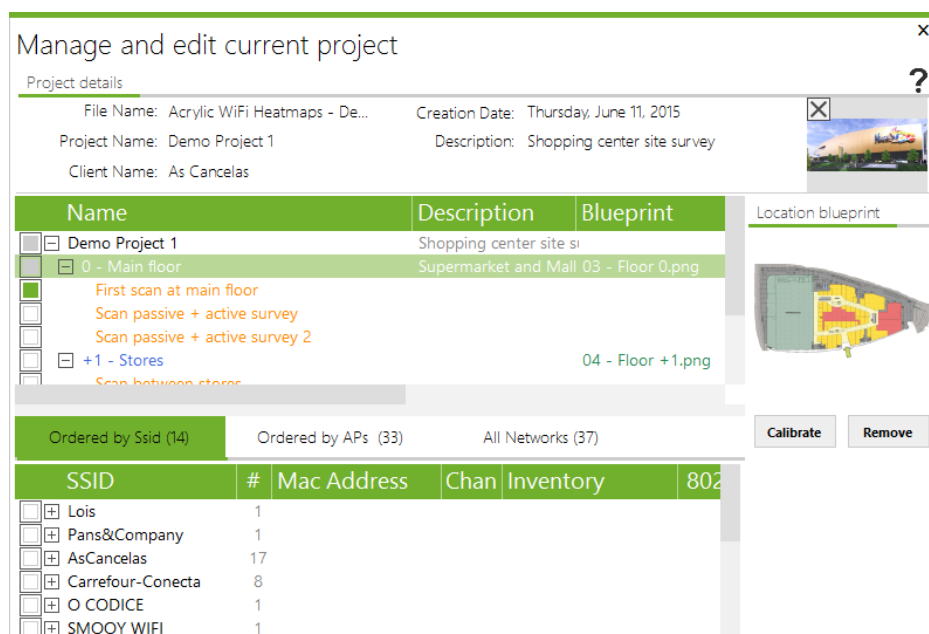 Manage and edit current project
×
Project details
?
File Name: Acrylic WiFi Heatmaps - De...
Creation Date: Thursday, June 11, 2015
Project Name: Demo Project 1
Description: Shopping center site survey
Client Name: As Cancelas
Name Description Blueprint
Location blueprint
Demo Project 1 Shopping center site su
0 - Main floor Supermarket and Mall 03 - Floor 0.png
First scan at main floor
Scan passive + active survey
Scan passive + active survey 2
+1 - Stores 04 - Floor +1.png
Scan between stores
Calibrate Remove
Ordered by Ssid (14) Ordered by APs (33) All Networks (37)
SSID # Mac Address Chan Inventory 802
Lois 1
Pans&Company 1
AsCancelas 17
Carrefour-Conecta 8
O CODICE 1
SMOOY WIFI 1